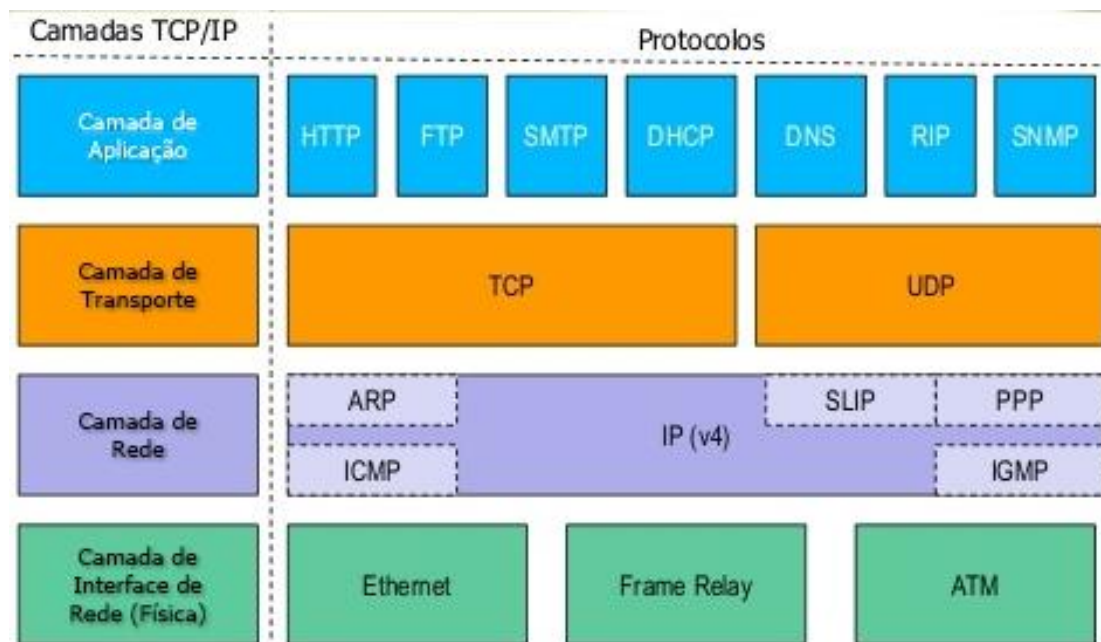 Camadas TCP/IP
Protocolos
Camada de
Aplicação
HTTP
FTP
SMTP
DHCP
DNS
RIP
SNMP
Camada de
Transporte
TCP
UDP
Camada de
Rede
ARP
SLIP
PPP
IP (v4)
ICMP
IGMP
Camada de
Interface de
Rede (Física)
Ethernet
Frame Relay
ATM